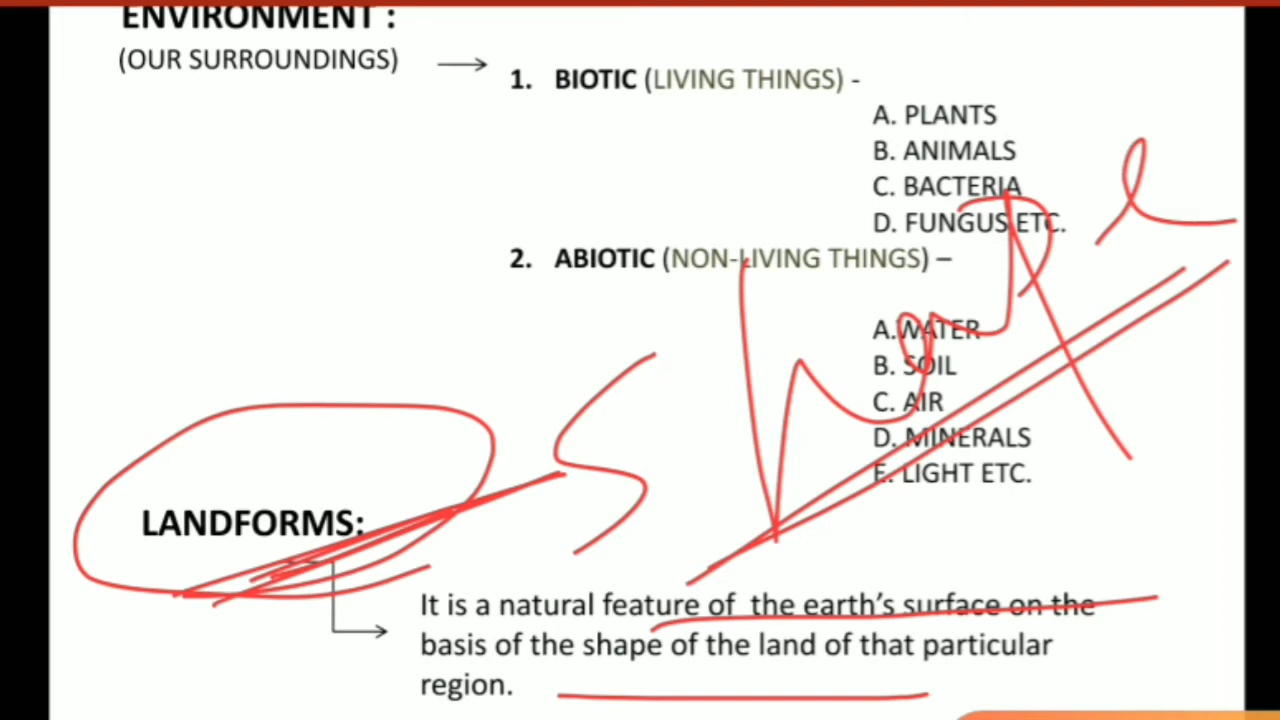 ENVIRONMENT :
(OUR SURROUNDINGS)
1. BIOTIC (LIVING THINGS) -
A. PLANTS
B. ANIMALS
C. BACTERIA
D. FUNGUS ETC.
2. ABIOTIC (NON-LIVING THINGS) –
A.WATER
B. SOIL
C. AIR
D. MINERALS
E. LIGHT ETC.
Shape
LANDFORMS:
It is a natural feature of the earth's surface on the
basis of the shape of the land of that particular
region.